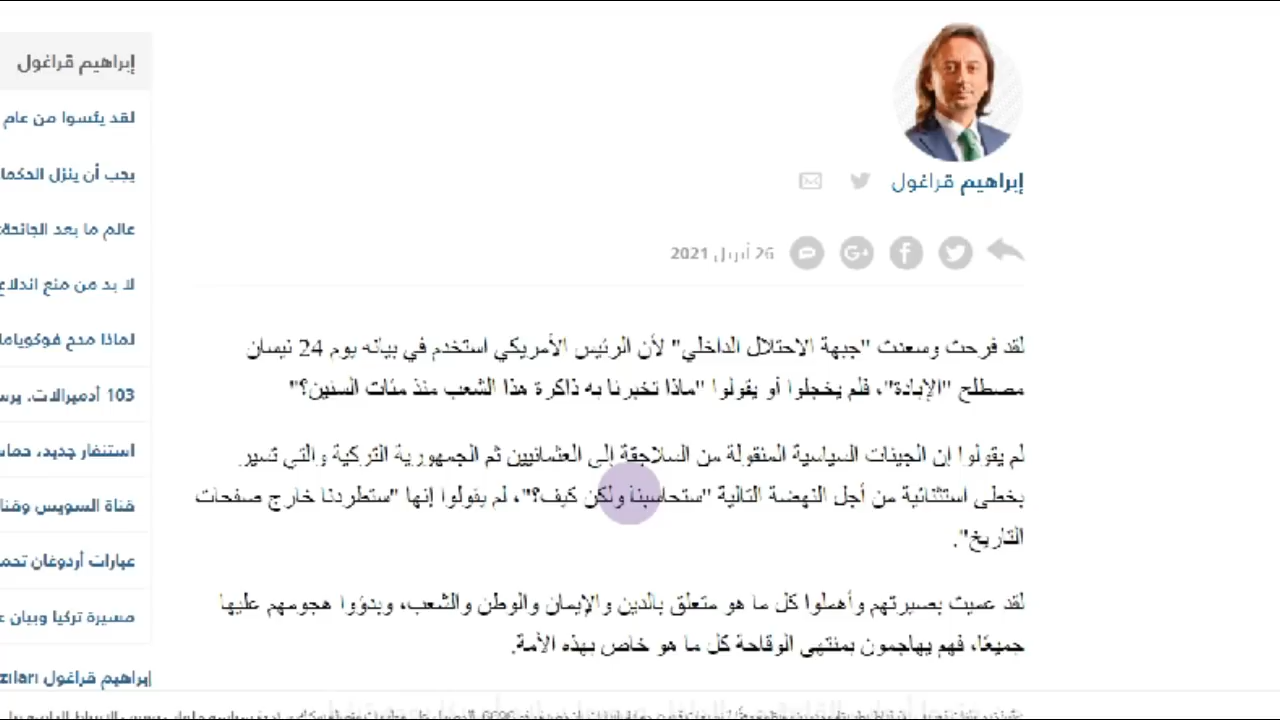 إبراهيم قراغول
26 أبريل 2021
لقد فرحت وسعدت "جبهة الاحتلال الداخلي" لأن الرئيس الأمريكي استخدم في بيانه يوم 24 نيسان
مصطلح "الإبادة"، فلم يخجلوا أو يقولوا "ماذا تخبرنا به ذاكرة هذا الشعب منذ مئات السنين؟"
لم يقولوا إن الجينات السياسية المنقولة من السلاجقة إلى العثمانيين ثم الجمهورية التركية والتي تسير
بخطى استثنائية من أجل النهضة التالية "ستحاسبنا ولكن كيف؟"، لم يقولوا إنها "ستطردنا خارج صفحات
التاريخ".
لقد عميت بصيرتهم وأهملوا كل ما هو متعلق بالدين والإيمان والوطن والشعب، وبدؤوا هجومهم عليها
جميعًا، فهم يهاجمون بمنتهى الوقاحة كل ما هو خاص بهذه الأمة.
إبراهيم قراغول
لقد يئسوا من عام
يجب أن ينزل الحكما
عالم ما بعد الجائحة
لا بد من منع اندلاع
لماذا مدح فوكوياما
103 أدميرالات، يرس
استنفار جديد، حماس
قناة السويس وقنا
عبارات أردوغان تحم
مسيرة تركيا وبيان
إبراهيم قراغول zıları